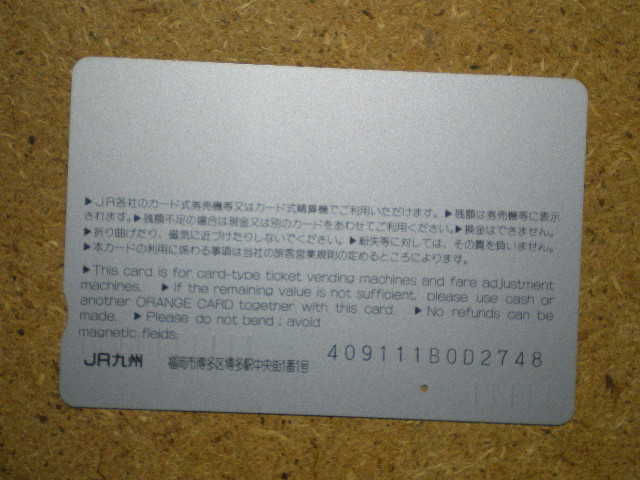 ▶JR各社のカード式券売機等又はカード式精算機でご利用いただけます。▶残額は券売機等に表示
されます。▶残額不足の場合は現金又は別のカードをあわせてご利用ください。▶換金はできません。
▶折り曲げたり、磁気に近づけたりしないでください。▶紛失等に対しては、その責を負いません。
▶本カードの利用に係わる事項は当社の旅客営業規則の定めるところによります。
▶This card is for card-type ticket vending machines and fare adjustment
machines. ▶If the remaining value is not sufficient, please use cash or
another ORANGE CARD together with this card. ▶No refunds can be
made. ▶Please do not bend; avoid
magnetic fields.
JR九州 福岡市博多区博多駅中央街1番1号 409111B0D2748